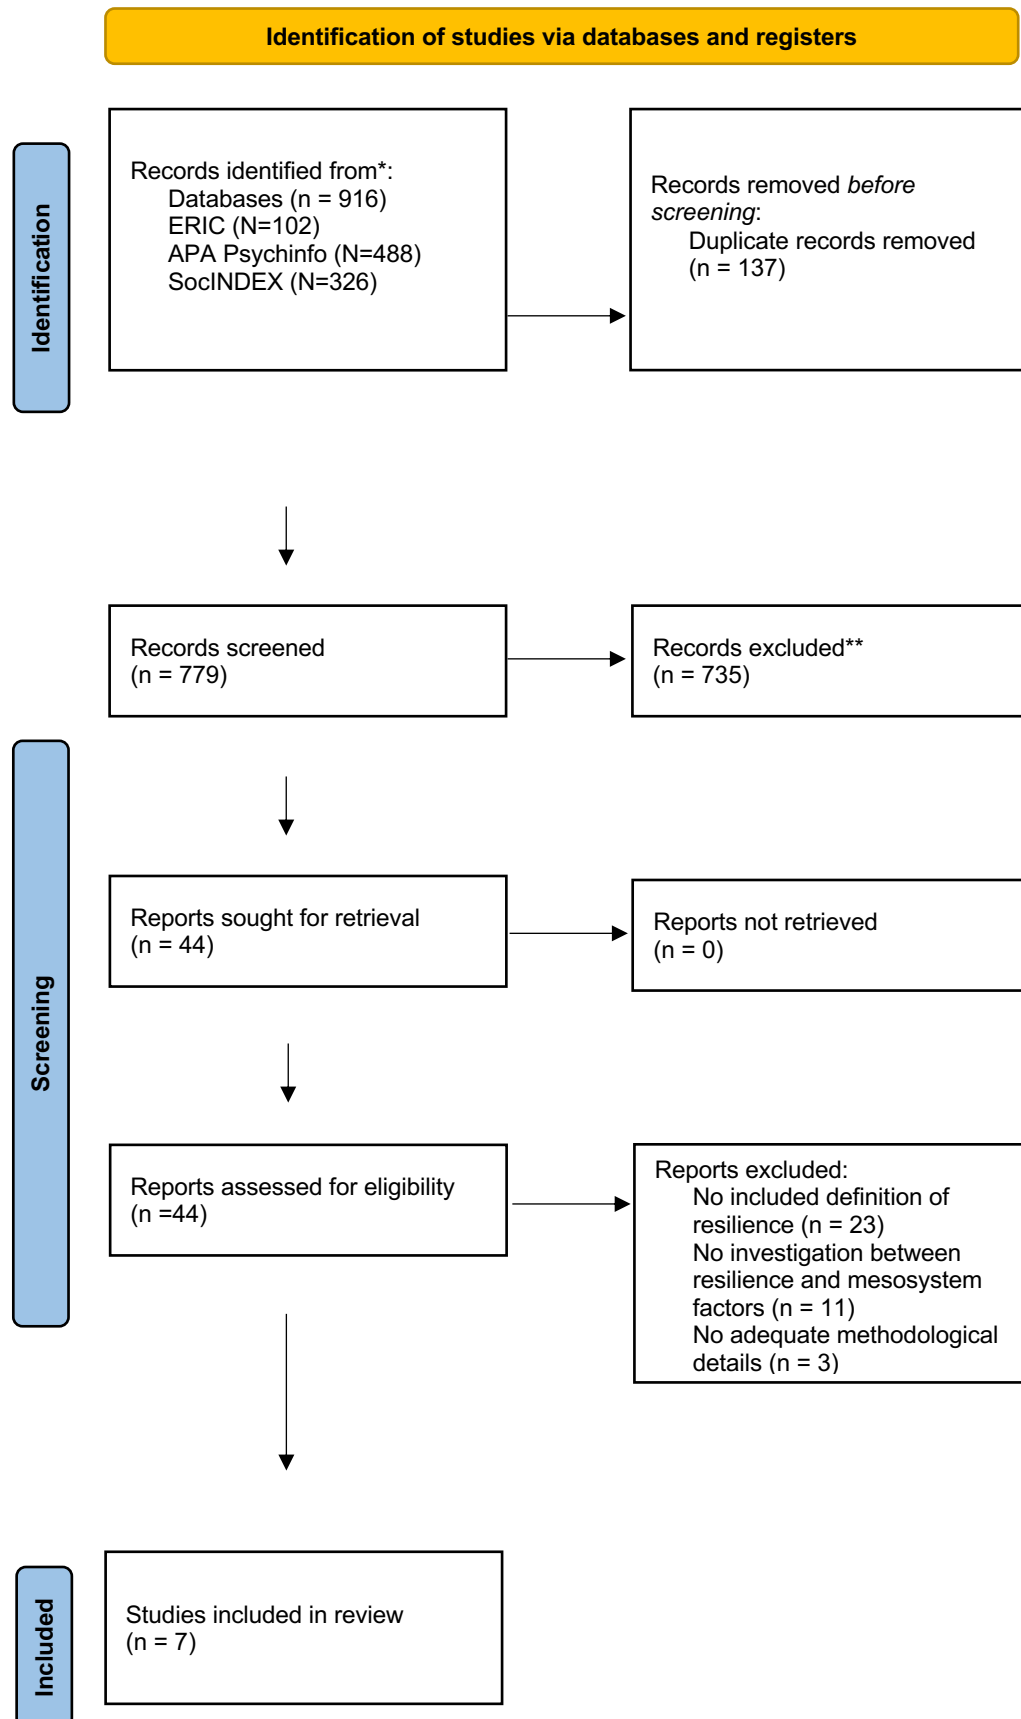 Identification of studies via databases and registers
Identification
Records identified from*:
Databases (n = 916)
ERIC (N=102)
APA Psychinfo (N=488)
SocINDEX (N=326)
Records removed before
screening:
Duplicate records removed
(n = 137)
Records screened
(n = 779)
Records excluded**
(n = 735)
Screening
Reports sought for retrieval
(n = 44)
Reports not retrieved
(n = 0)
Reports assessed for eligibility
(n =44)
Reports excluded:
No included definition of
resilience (n = 23)
No investigation between
resilience and mesosystem
factors (n = 11)
No adequate methodological
details (n = 3)
Included
Studies included in review
(n = 7)